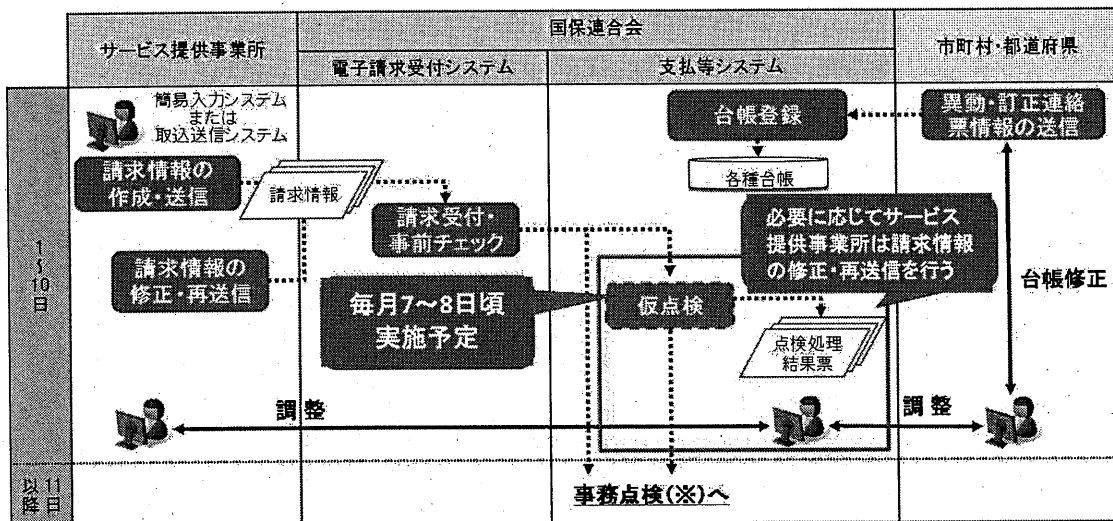 サービス提供事業所
国保連合会
市町村・都道府県
電子請求受付システム
支払等システム
1~10日
簡易入力システム
または
取込送信システム
請求情報の
作成・送信
請求情報
請求受付・
事前チェック
台帳登録
異動・訂正連絡
票情報の送信
各種台帳
必要に応じてサービス
提供事業所は請求情報
の修正・再送信を行う
請求情報の
修正・再送信
毎月7~8日頃
実施予定
仮点検
点検処理
結果票
台帳修正
調整
調整
11日以降
事務点検(※)へ